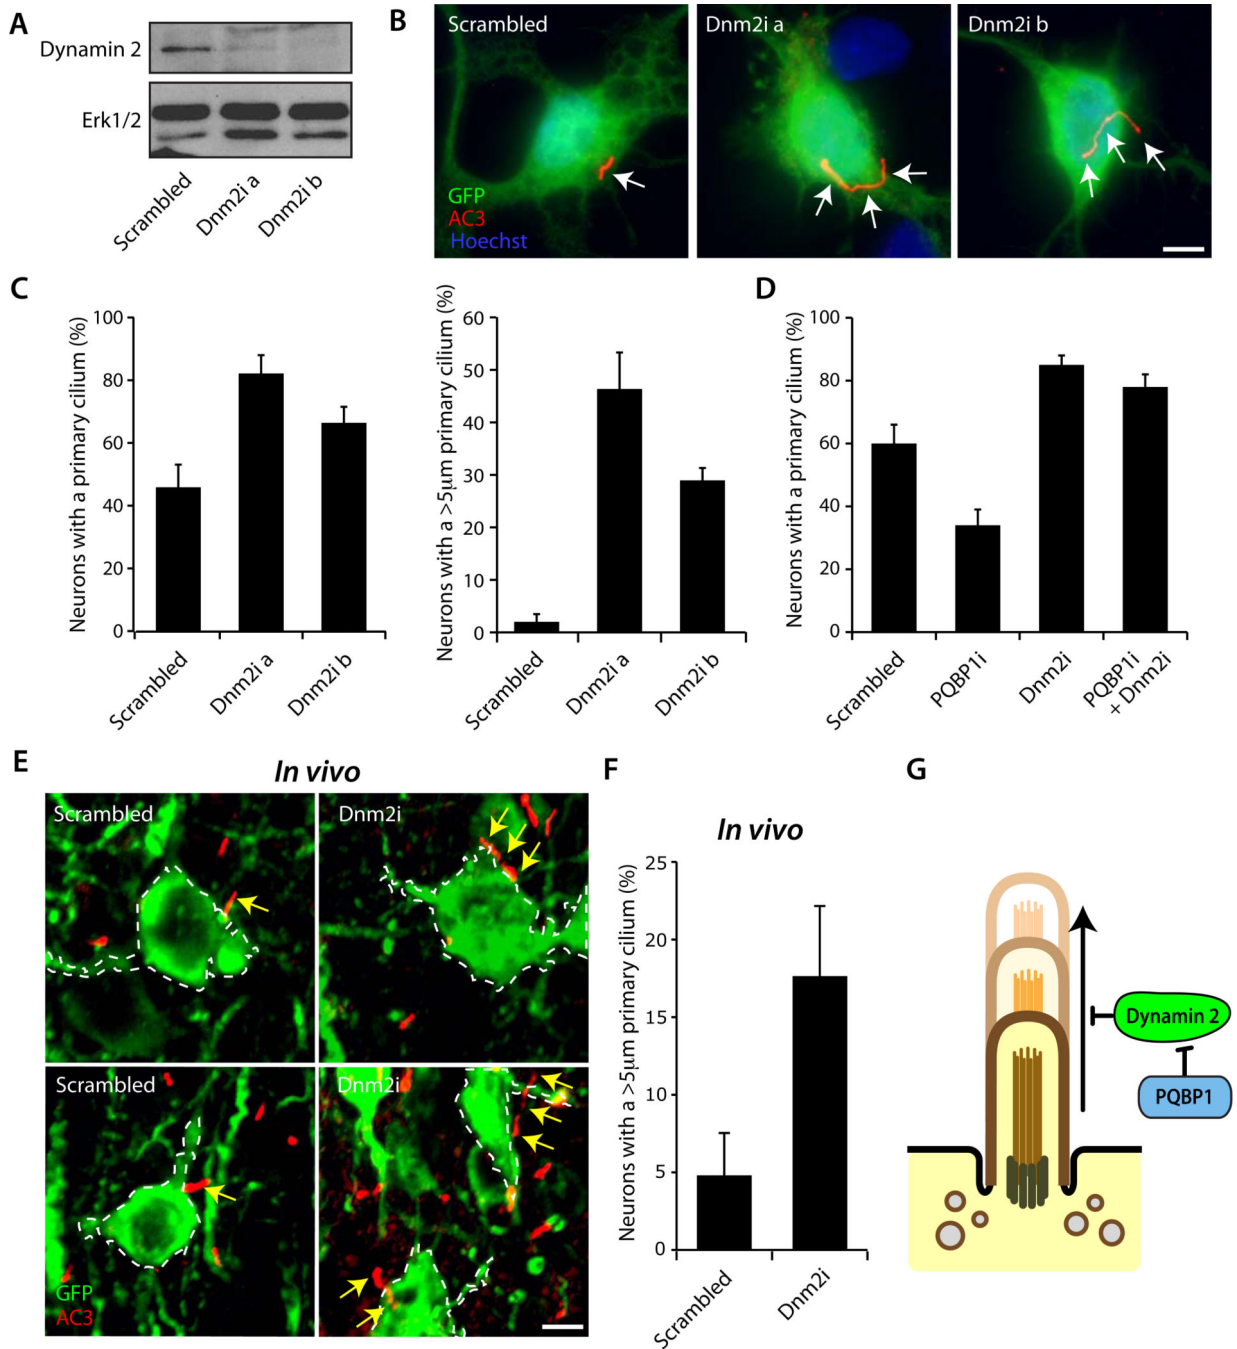 A
Dynamin 2
Erk1/2
Scrambled
Dnm2i a
Dnm2i b
B
Scrambled
Dnm2i a
Dnm2i b
GFP
AC3
Hoechst
C
Neurons with a primary cilium (%)
100
80
60
40
20
0
Scrambled
Dnm2i a
Dnm2i b
Neurons with a >5μm primary cilium (%)
60
50
40
30
20
10
0
Scrambled
Dnm2i a
Dnm2i b
D
Neurons with a primary cilium (%)
100
80
60
40
20
0
Scrambled
PQBP1i
Dnm2i
PQBP1i
+ Dnm2i
E
In vivo
Scrambled
Dnm2i
Scrambled
Dnm2i
GFP
AC3
F
In vivo
Neurons with a >5μm primary cilium (%)
25
20
15
10
5
0
Scrambled
Dnm2i
G
Dynamin 2
PQBP1